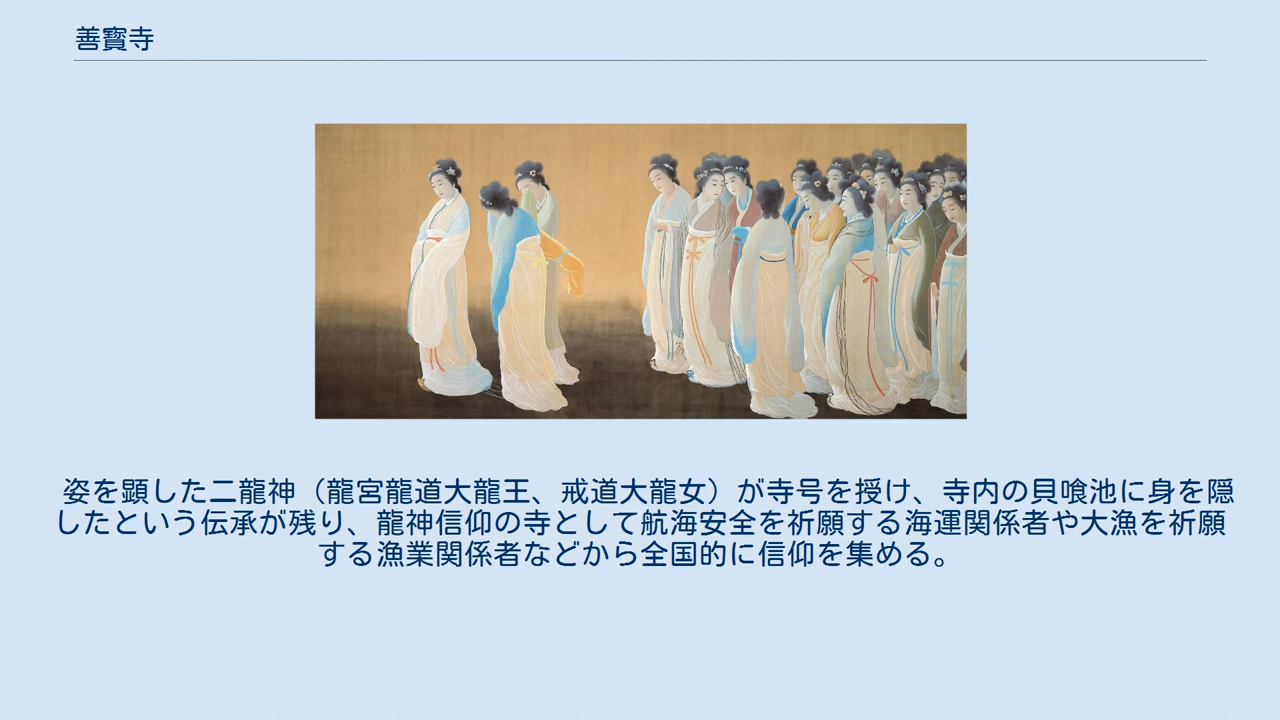 善寳寺
姿を顕した二龍神（龍宮龍道大龍王、戒道大龍女）が寺号を授け、寺内の貝喰池に身を隠
したという伝承が残り、龍神信仰の寺として航海安全を祈願する海運関係者や大漁を祈願
する漁業関係者などから全国的に信仰を集める。